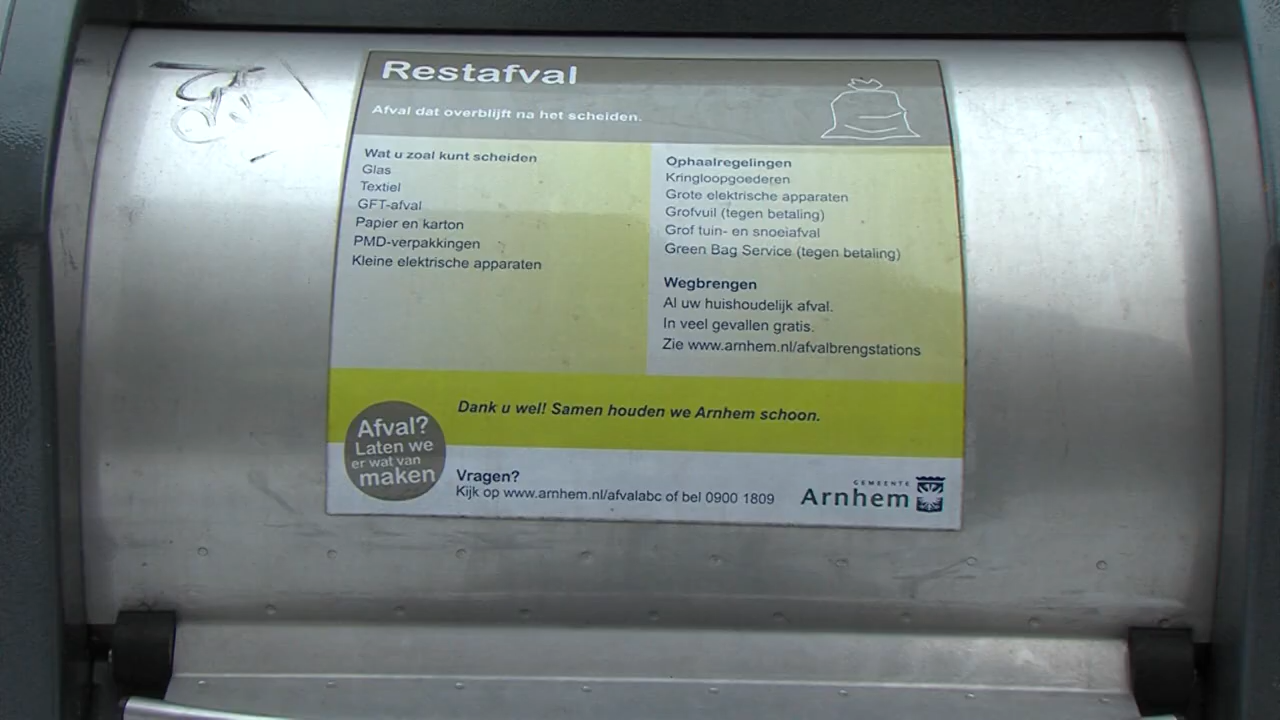 Restafval
Afval dat overblijft na het scheiden.
Wat u zoal kunt scheiden
Glas
Textiel
GFT-afval
Papier en karton
PMD-verpakkingen
Kleine elektrische apparaten
Ophaalregelingen
Kringloopgoederen
Grote elektrische apparaten
Grofvuil (tegen betaling)
Grof tuin- en snoeiafval
Green Bag Service (tegen betaling)
Wegbrengen
Al uw huishoudelijk afval.
In veel gevallen gratis.
Zie www.arnhem.nl/afvalbrengstations
Dank u wel! Samen houden we Arnhem schoon.
Afval?
Laten we
er wat van
maken
Vragen?
Kijk op www.arnhem.nl/afvalabc of bel 0900 1809
GEMEENTE
Arnhem